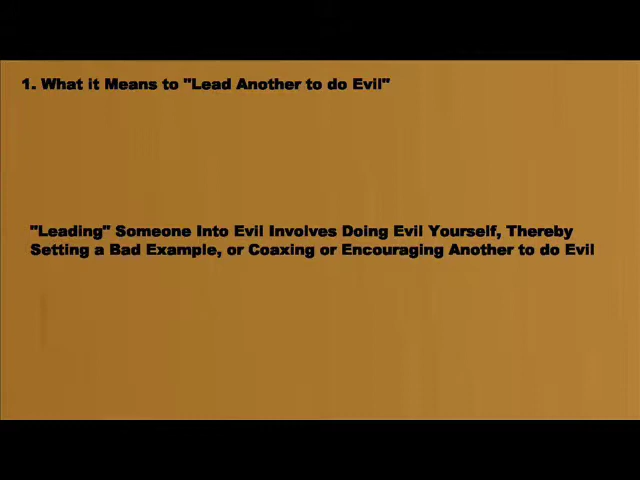 1. What it Means to "Lead Another to do Evil"
"Leading" Someone Into Evil Involves Doing Evil Yourself, Thereby
Setting a Bad Example, or Coaxing or Encouraging Another to do Evil